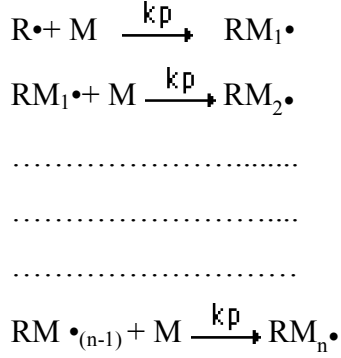 R•+ M kp RM₁•
RM₁•+ M kp RM₂•
…………………........
……………………...
………………………
RM •₍ₙ₋₁₎ + M kp RMₙ•